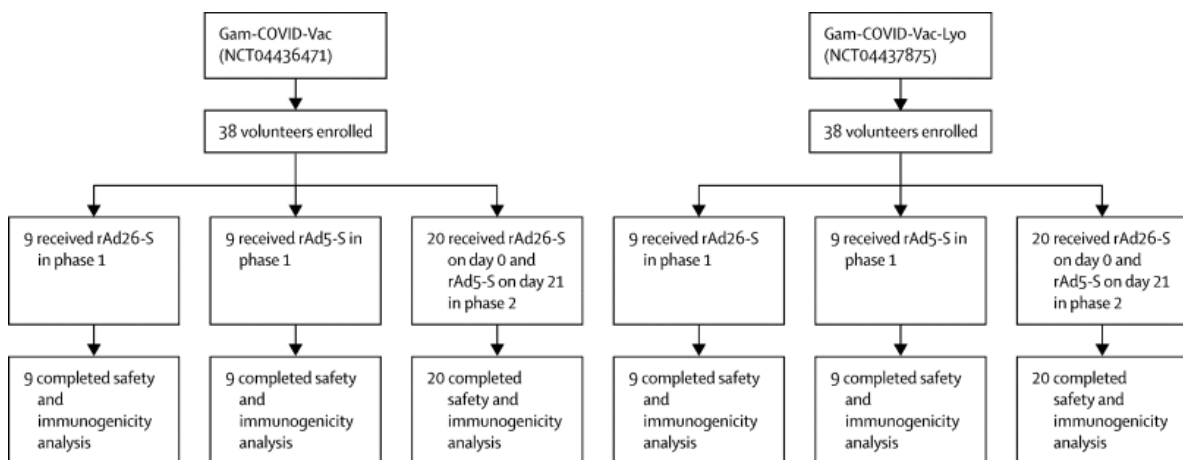 Gam-COVID-Vac
(NCT04436471)
38 volunteers enrolled
9 received rAd26-S
in phase 1
9 received rAd5-S in
phase 1
20 received rAd26-S
on day 0 and
rAd5-S on day 21
in phase 2
9 completed safety
and
immunogenicity
analysis
9 completed safety
and
immunogenicity
analysis
20 completed
safety and
immunogenicity
analysis
Gam-COVID-Vac-Lyo
(NCT04437875)
38 volunteers enrolled
9 received rAd26-S
in phase 1
9 received rAd5-S in
phase 1
20 received rAd26-S
on day 0 and
rAd5-S on day 21
in phase 2
9 completed safety
and
immunogenicity
analysis
9 completed safety
and
immunogenicity
analysis
20 completed
safety and
immunogenicity
analysis